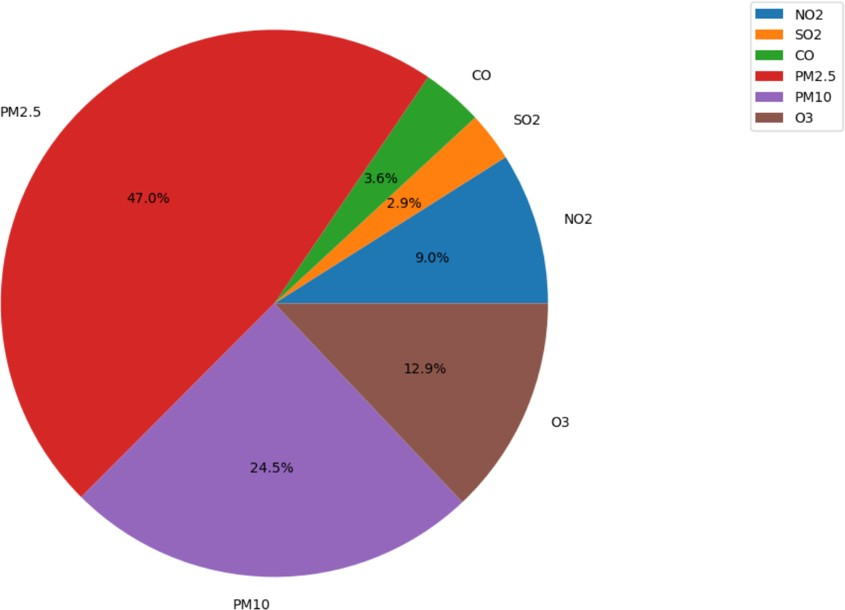 NO2
SO2
CO
PM2.5
PM10
O3
CO
PM2.5
SO2
3.6%
47.0%
2.9%
NO2
9.0%
12.9%
O3
24.5%
PM10